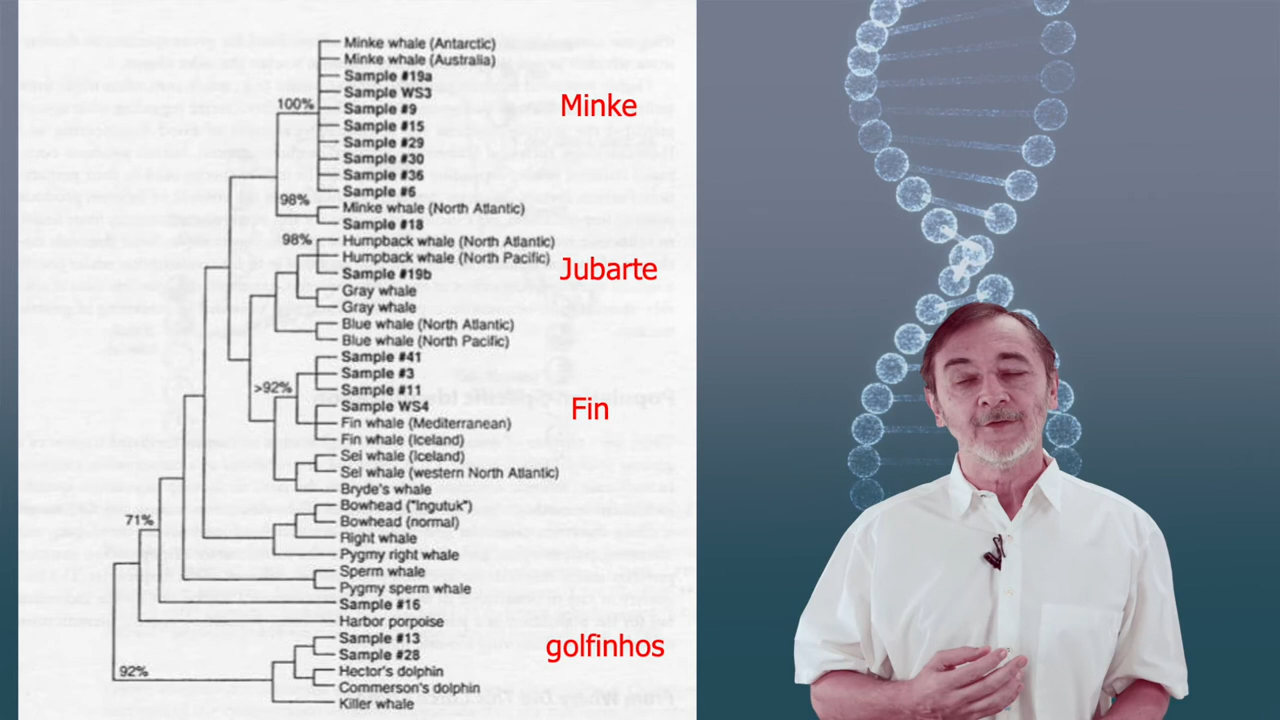 Minke whale (Antarctic)
Minke whale (Australia)
Sample #19a
Sample WS3
100%
Sample #9
Minke
Sample #15
Sample #29
Sample #30
Sample #36
Sample #6
98%
Minke whale (North Atlantic)
Sample #18
98%
Humpback whale (North Atlantic)
Humpback whale (North Pacific)
Jubarte
Sample #19b
Gray whale
Gray whale
Blue whale (North Atlantic)
Blue whale (North Pacific)
Sample #41
Sample #3
>92%
Sample #11
Sample WS4
Fin
Fin whale (Mediterranean)
Fin whale (Iceland)
Sei whale (Iceland)
Sei whale (western North Atlantic)
Bryde's whale
Bowhead ("Ingutuk")
71%
Bowhead (normal)
Right whale
Pygmy right whale
Sperm whale
Pygmy sperm whale
Sample #16
Harbor porpoise
Sample #13
golfinhos
Sample #28
92%
Hector's dolphin
Commerson's dolphin
Killer whale